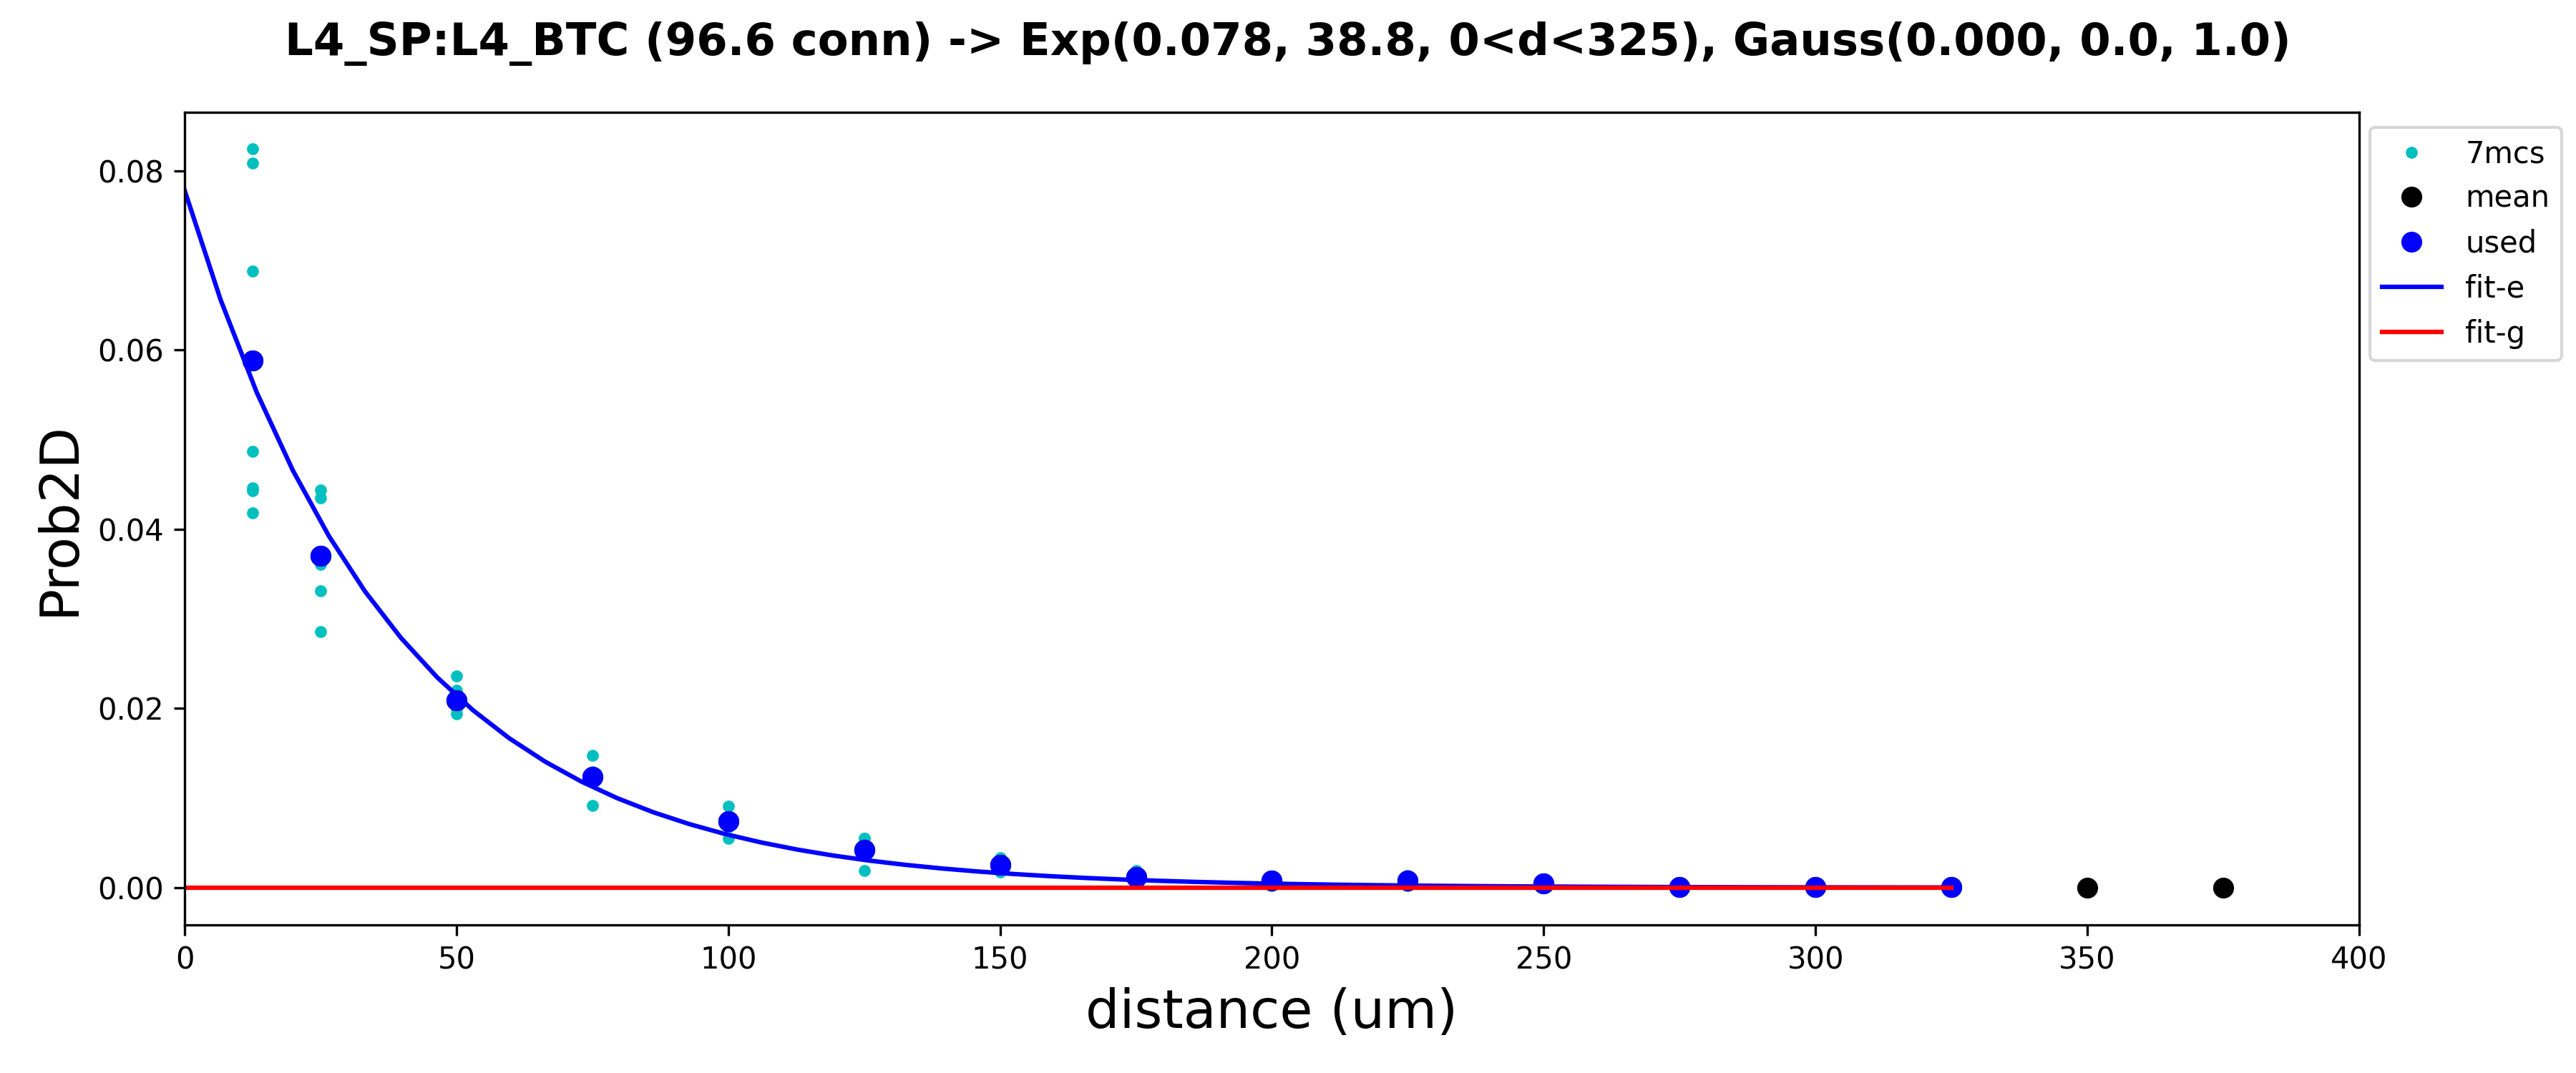 L4_SP:L4_BTC (96.6 conn) -> Exp(0.078, 38.8, 0<d<325), Gauss(0.000, 0.0, 1.0)
Prob2D
0.08
0.06
0.04
0.02
0.00
0 50 100 150 200 250 300 350 400
distance (um)
7mcs
mean
used
fit-e
fit-g